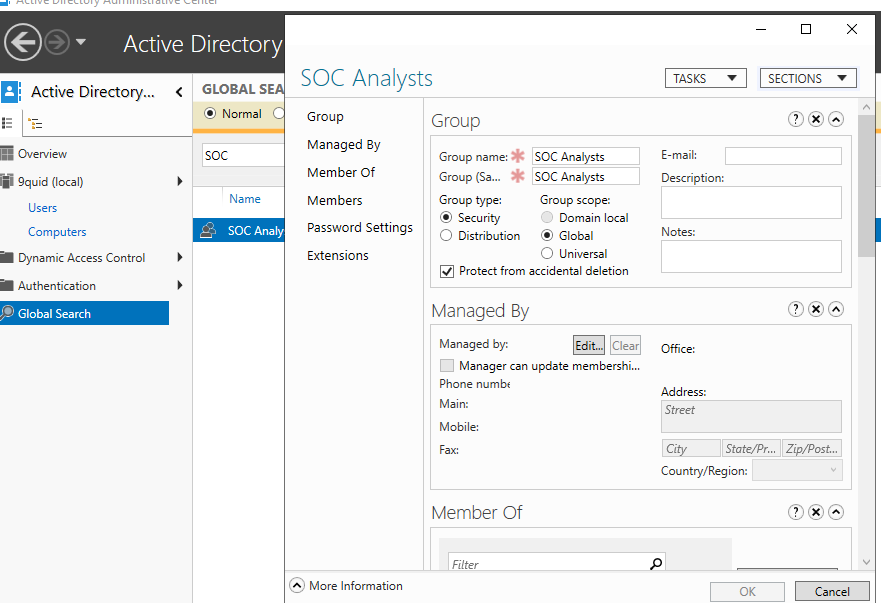 Active Directory Administrative Center
Active Directory
Active Directory...
Overview
9quid (local)
Users
Computers
Dynamic Access Control
Authentication
Global Search
GLOBAL SEA
Normal
SOC
Name
SOC Analy
SOC Analysts
TASKS
SECTIONS
Group
Managed By
Member Of
Members
Password Settings
Extensions
Group
Group name: SOC Analysts
Group (Sa... SOC Analysts
Group type:
Security
Distribution
Group scope:
Domain local
Global
Universal
Protect from accidental deletion
E-mail:
Description:
Notes:
Managed By
Managed by: Edit... Clear
Manager can update membershi...
Phone numbe
Main:
Mobile:
Fax:
Office:
Address:
Street
City State/Pr... Zip/Post...
Country/Region:
Member Of
Filter
More Information
OK Cancel